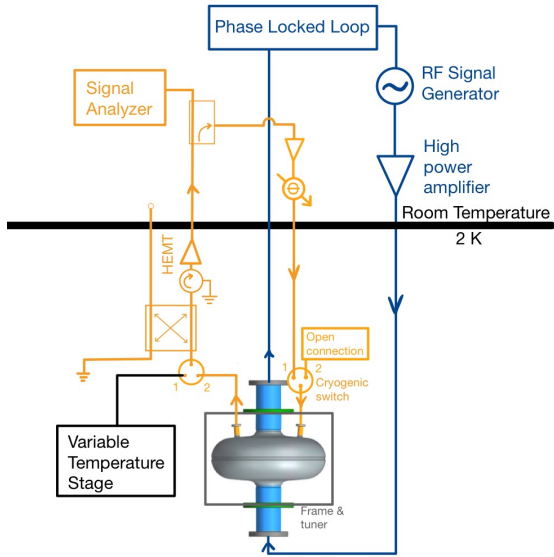 Phase Locked Loop
Signal
Analyzer
RF Signal
Generator
High
power
amplifier
Room Temperature
2 K
HEMT
Open
connection
1
2
Cryogenic
switch
1
2
Variable
Temperature
Stage
Frame &
tuner